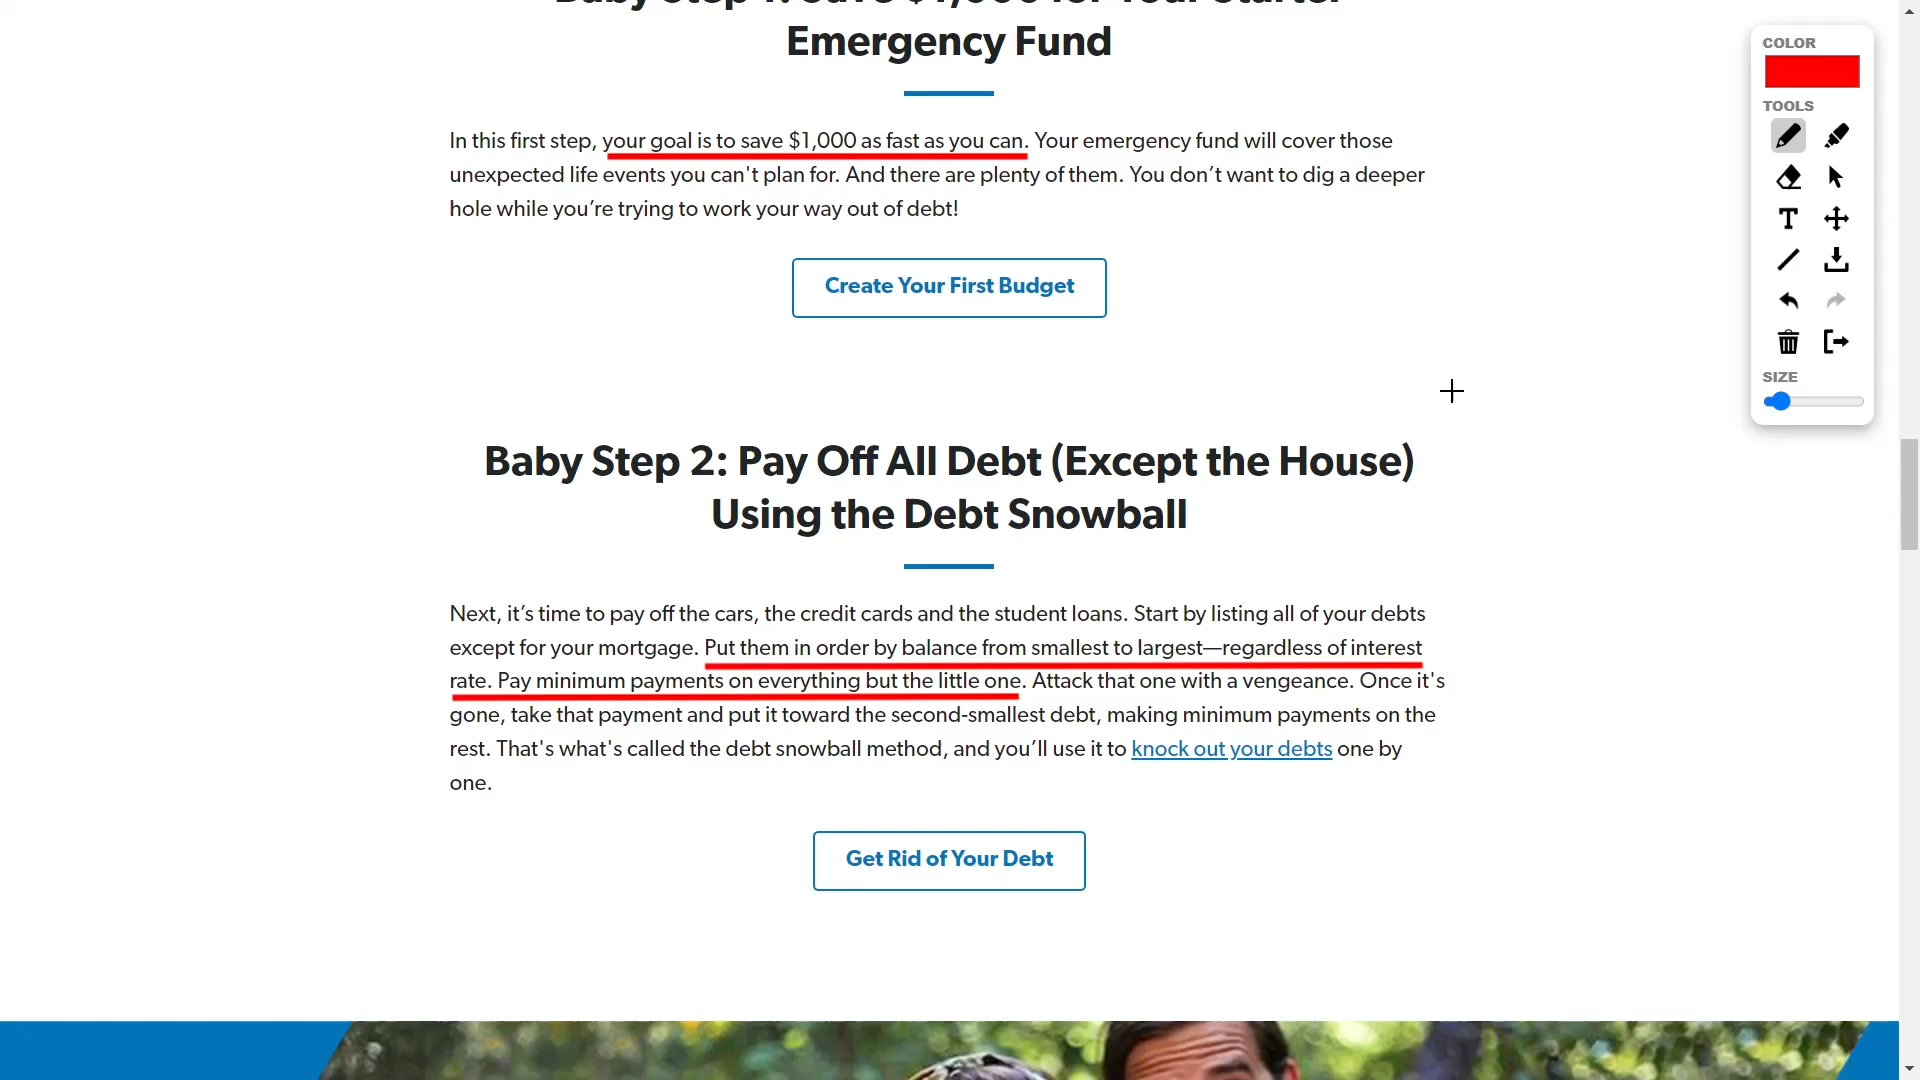 Baby Step 1: Save $1,000 for Your Starter
Emergency Fund
In this first step, your goal is to save $1,000 as fast as you can. Your emergency fund will cover those
unexpected life events you can't plan for. And there are plenty of them. You don’t want to dig a deeper
hole while you’re trying to work your way out of debt!
Create Your First Budget
Baby Step 2: Pay Off All Debt (Except the House)
Using the Debt Snowball
Next, it’s time to pay off the cars, the credit cards and the student loans. Start by listing all of your debts
except for your mortgage. Put them in order by balance from smallest to largest—regardless of interest
rate. Pay minimum payments on everything but the little one. Attack that one with a vengeance. Once it's
gone, take that payment and put it toward the second-smallest debt, making minimum payments on the
rest. That's what's called the debt snowball method, and you’ll use it to knock out your debts one by
one.
Get Rid of Your Debt
COLOR
TOOLS
SIZE